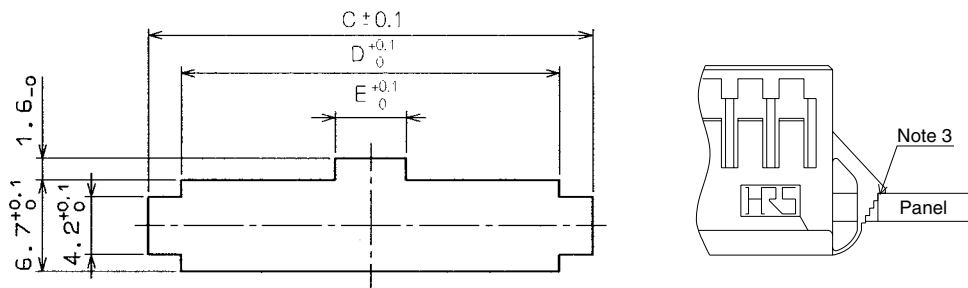 C ±0.1
D +0.1 0
E +0.1 0
1.6 -0
6.7 +0.1 0
4.2 +0.1 0
HRS
Note 3
Panel